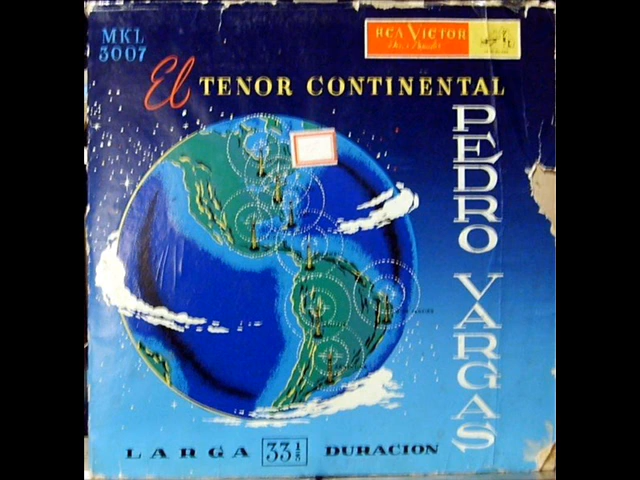 MKL
3007
RCA VICTOR
El TENOR CONTINENTAL
PEDRO VARGAS
LARGA 33⅓ DURACION